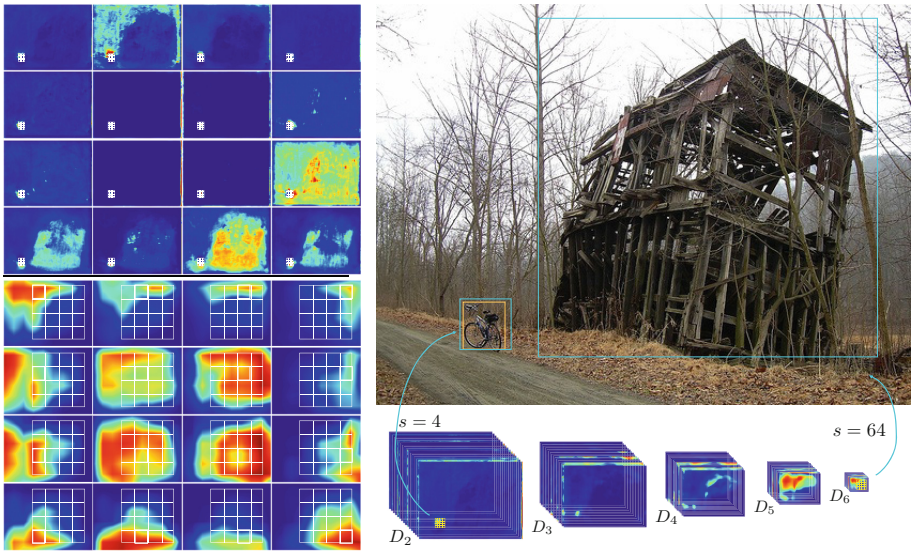 s = 4
s = 64
D₂
D₃
D₄
D₅
D₆